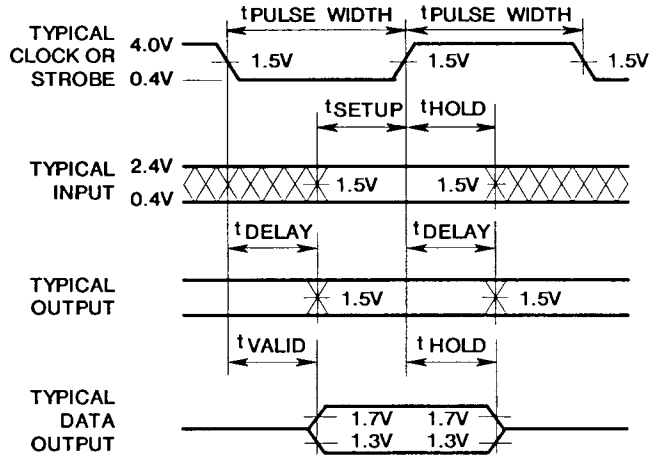 tPULSE WIDTH tPULSE WIDTH
TYPICAL CLOCK OR STROBE
4.0V
0.4V
1.5V 1.5V 1.5V
tSETUP tHOLD
TYPICAL INPUT
2.4V
0.4V
1.5V 1.5V
tDELAY tDELAY
TYPICAL OUTPUT
1.5V 1.5V
tVALID tHOLD
TYPICAL DATA OUTPUT
1.7V 1.7V
1.3V 1.3V